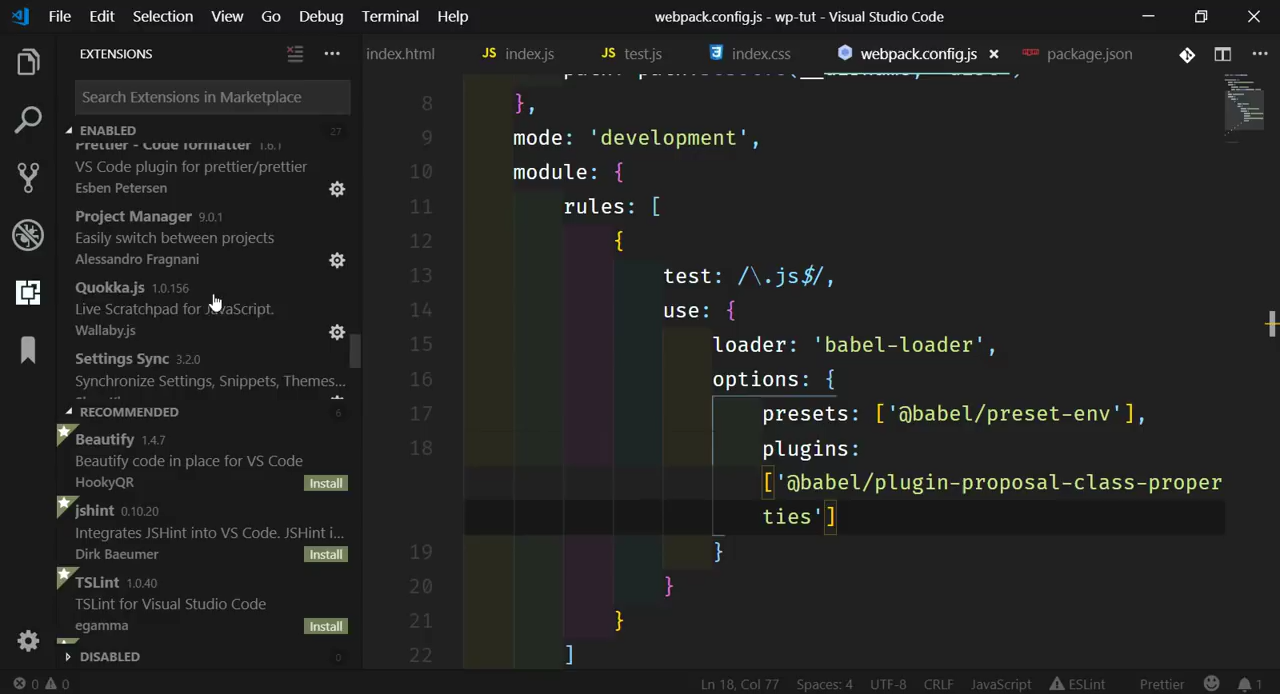 File Edit Selection View Go Debug Terminal Help
webpack.config.js - wp-tut - Visual Studio Code
EXTENSIONS
Search Extensions in Marketplace
ENABLED 27
Prettier - Code formatter 1.6.1
VS Code plugin for prettier/prettier
Esben Petersen
Project Manager 9.0.1
Easily switch between projects
Alessandro Fragnani
Quokka.js 1.0.156
Live Scratchpad for JavaScript.
Wallaby.js
Settings Sync 3.2.0
Synchronize Settings, Snippets, Themes...
RECOMMENDED 6
Beautify 1.4.7
Beautify code in place for VS Code
HookyQR Install
jshint 0.10.20
Integrates JSHint into VS Code. JSHint i...
Dirk Baeumer Install
TSLint 1.0.40
TSLint for Visual Studio Code
egamma Install
DISABLED 0
index.html JS index.js JS test.js index.css webpack.config.js × package.json
8 },
9 mode: 'development',
10 module: {
11 rules: [
12 {
13 test: /\.js$/,
14 use: {
15 loader: 'babel-loader',
16 options: {
17 presets: ['@babel/preset-env'],
18 plugins:
['@babel/plugin-proposal-class-proper
ties']
19 }
20 }
21 }
22 ]
0 0 Ln 18, Col 77 Spaces: 4 UTF-8 CRLF JavaScript ESLint Prettier 1